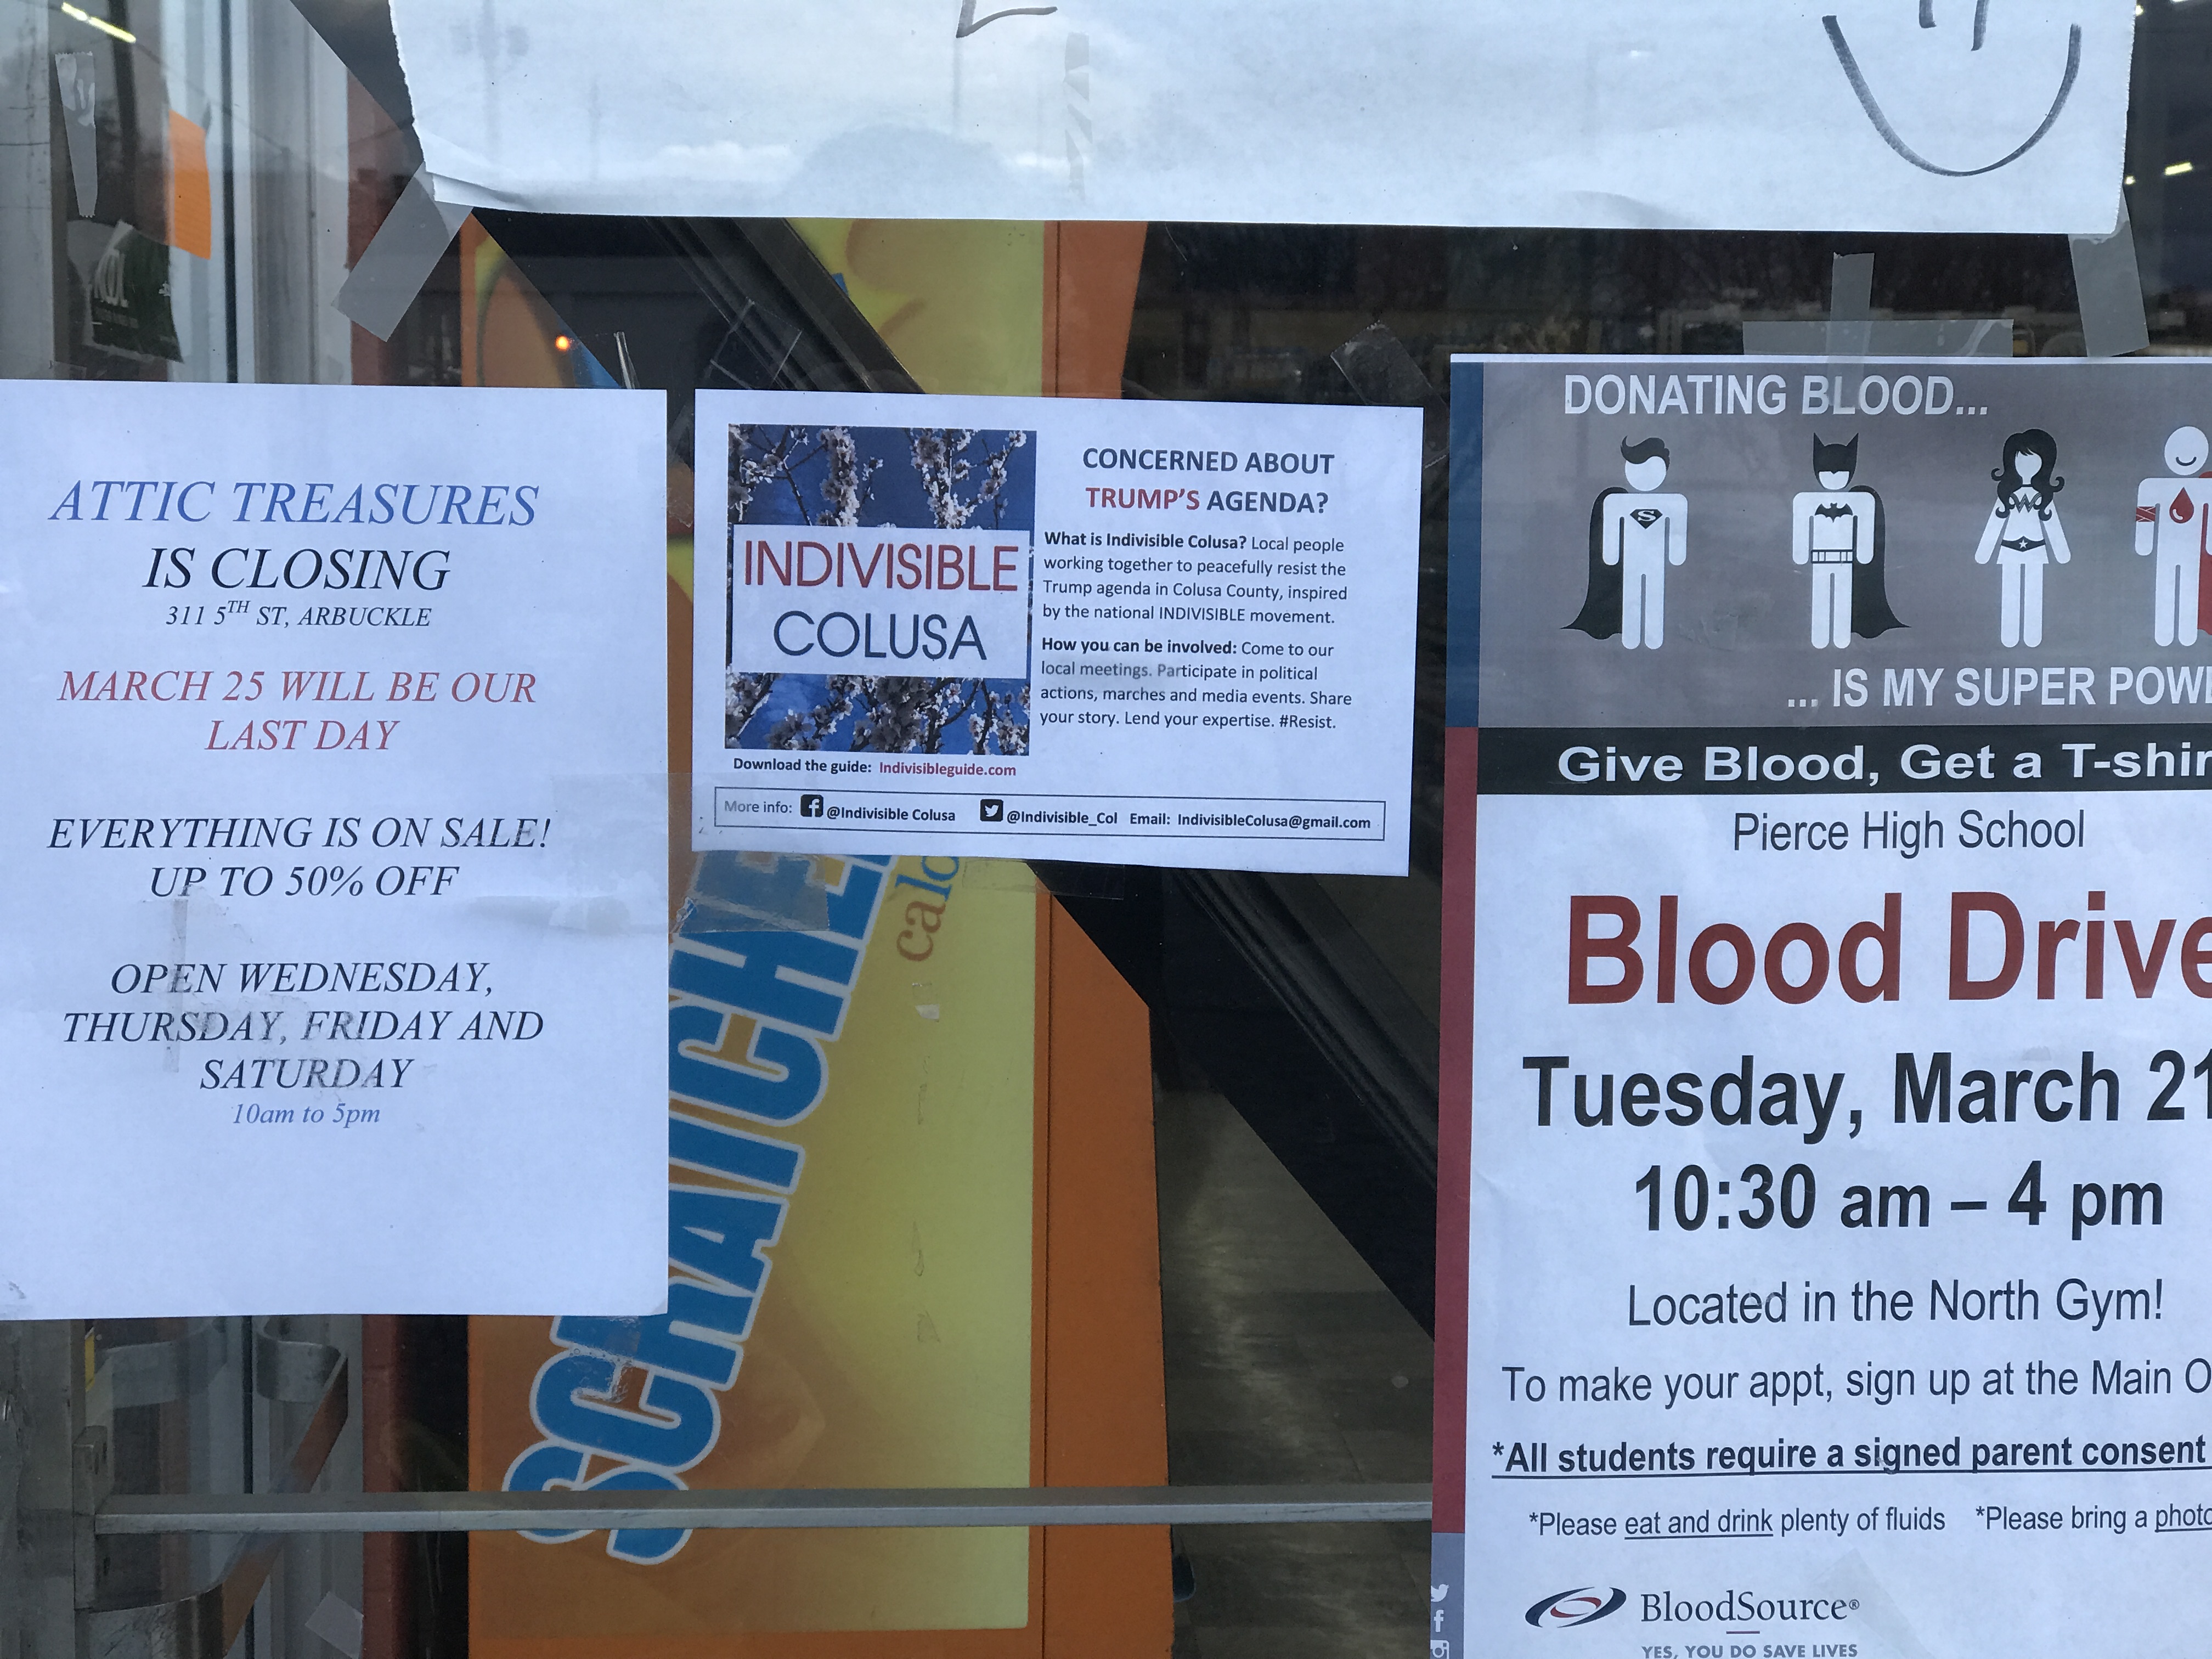 ATTIC TREASURES
IS CLOSING
311 5TH ST, ARBUCKLE
MARCH 25 WILL BE OUR
LAST DAY
EVERYTHING IS ON SALE!
UP TO 50% OFF
OPEN WEDNESDAY,
THURSDAY, FRIDAY AND
SATURDAY
10am to 5pm
INDIVISIBLE
COLUSA
CONCERNED ABOUT
TRUMP'S AGENDA?
What is Indivisible Colusa? Local people
working together to peacefully resist the
Trump agenda in Colusa County, inspired
by the national INDIVISIBLE movement.
How you can be involved: Come to our
local meetings. Participate in political
actions, marches and media events. Share
your story. Lend your expertise. #Resist.
Download the guide: Indivisibleguide.com
More info: @Indivisible Colusa @Indivisible_Col Email: IndivisibleColusa@gmail.com
DONATING BLOOD...
... IS MY SUPER POW
Give Blood, Get a T-shir
Pierce High School
Blood Drive
Tuesday, March 21
10:30 am – 4 pm
Located in the North Gym!
To make your appt, sign up at the Main O
*All students require a signed parent consent
*Please eat and drink plenty of fluids *Please bring a photo
BloodSource®
YES, YOU DO SAVE LIVES
SCRATCHE
calo